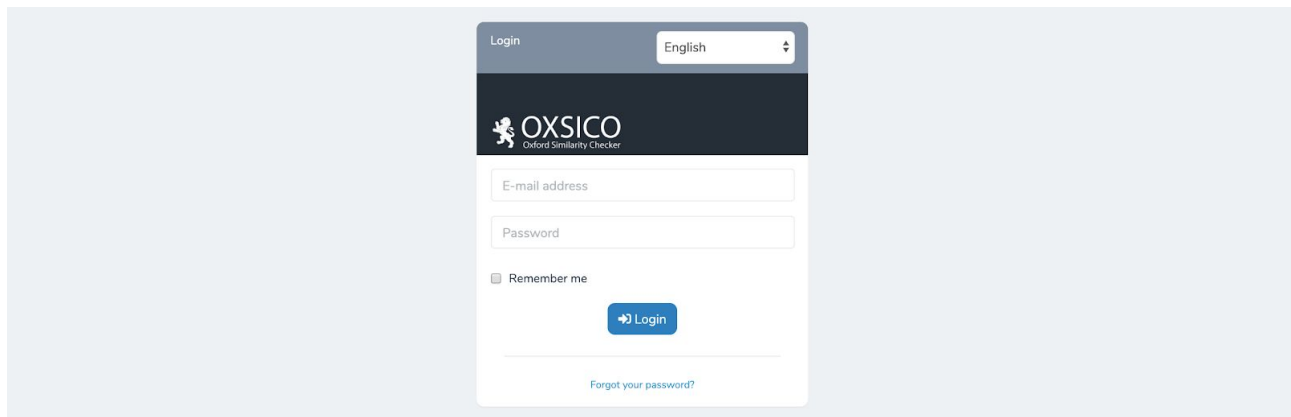 Login
English
OXSICO
Oxford Similarity Checker
E-mail address
Password
Remember me
Login
Forgot your password?